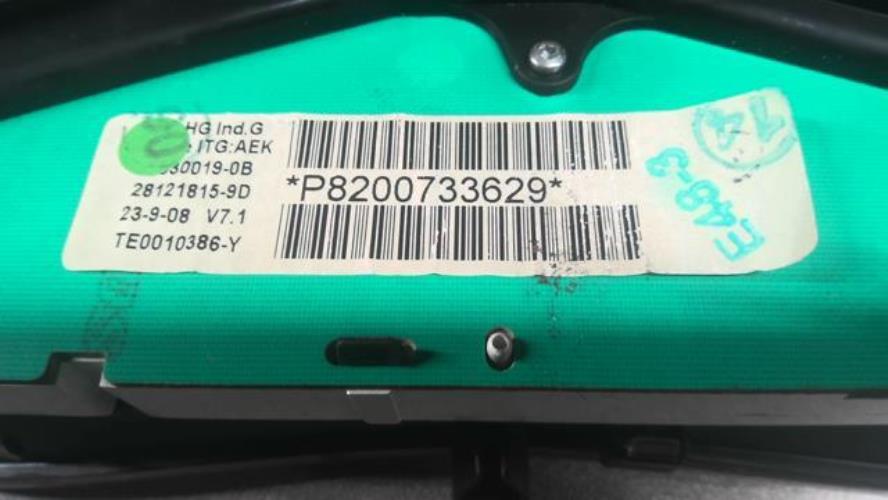 HG Ind.G
ITG:AEK
30019-0B
28121815-9D
23-9-08 V7.1
TE0010386-Y
*P8200733629*
E48-3